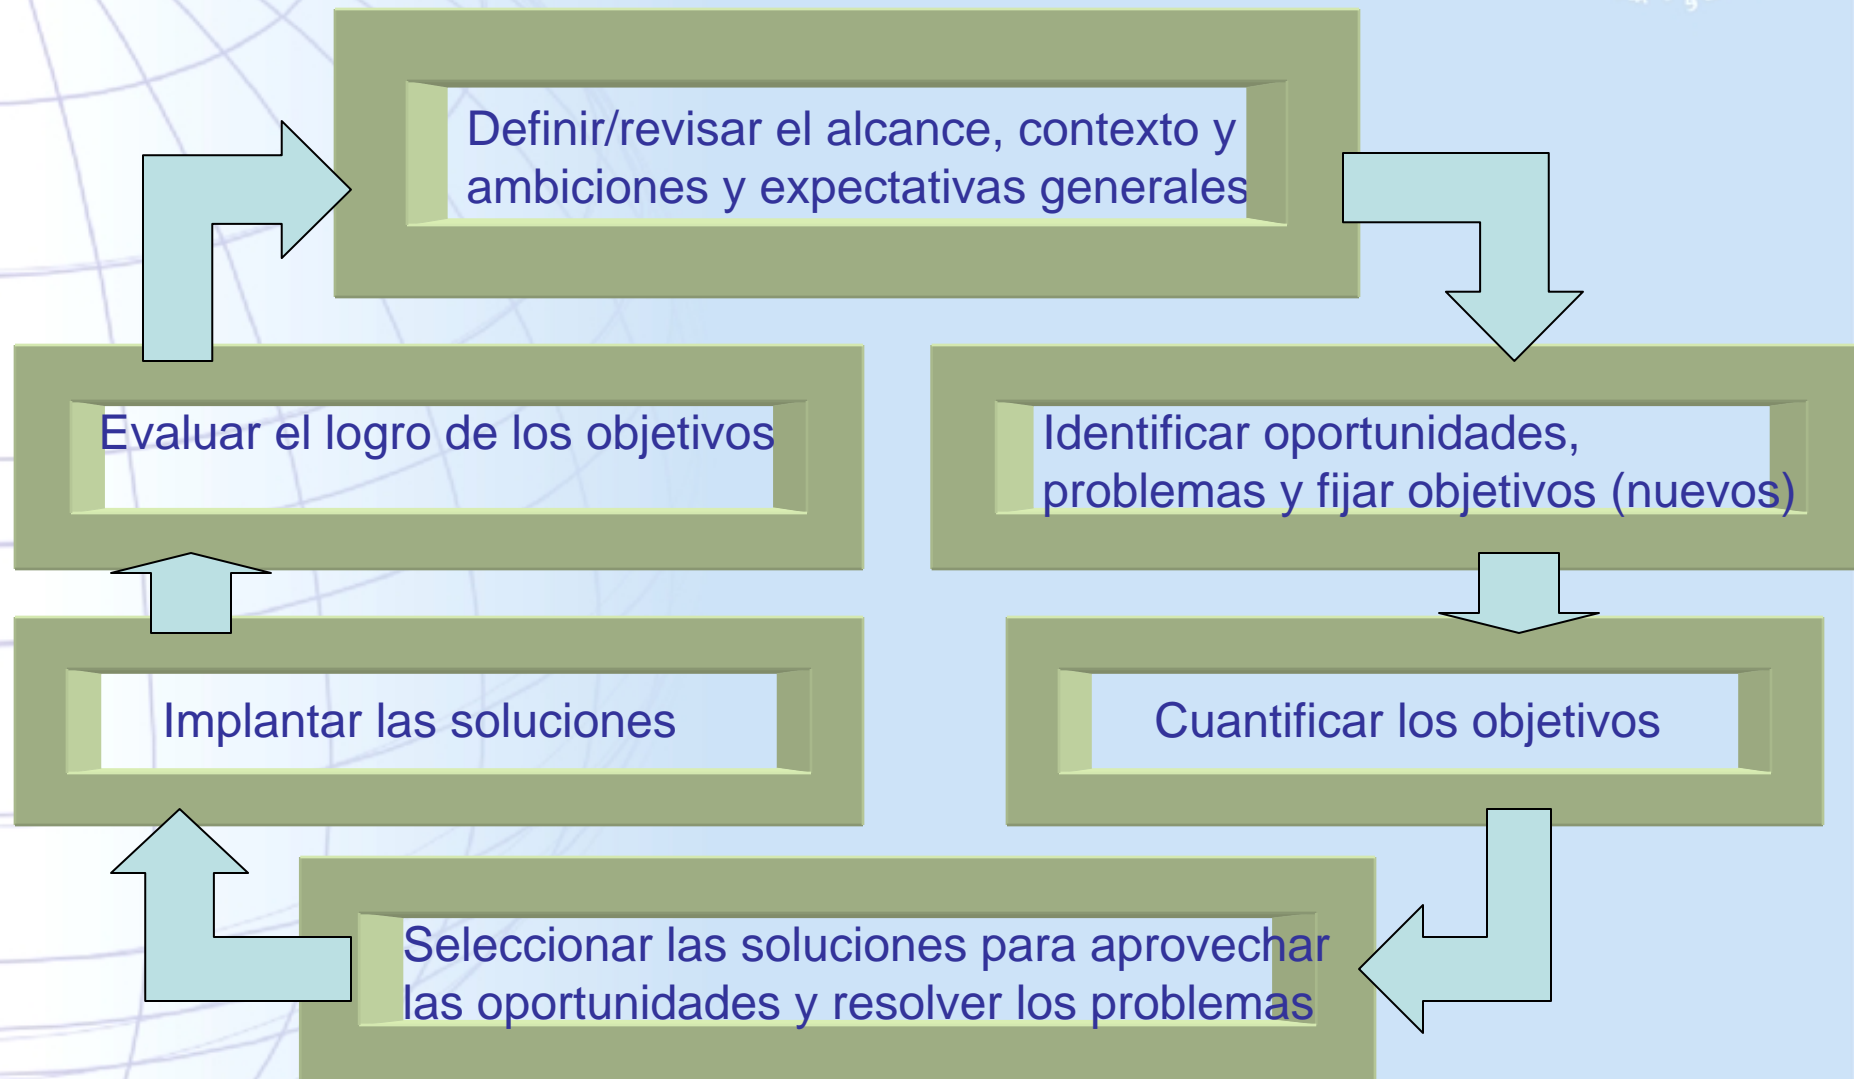 Definir/revisar el alcance, contexto y
ambiciones y expectativas generales
Evaluar el logro de los objetivos
Identificar oportunidades,
problemas y fijar objetivos (nuevos)
Implantar las soluciones
Cuantificar los objetivos
Seleccionar las soluciones para aprovechar
las oportunidades y resolver los problemas